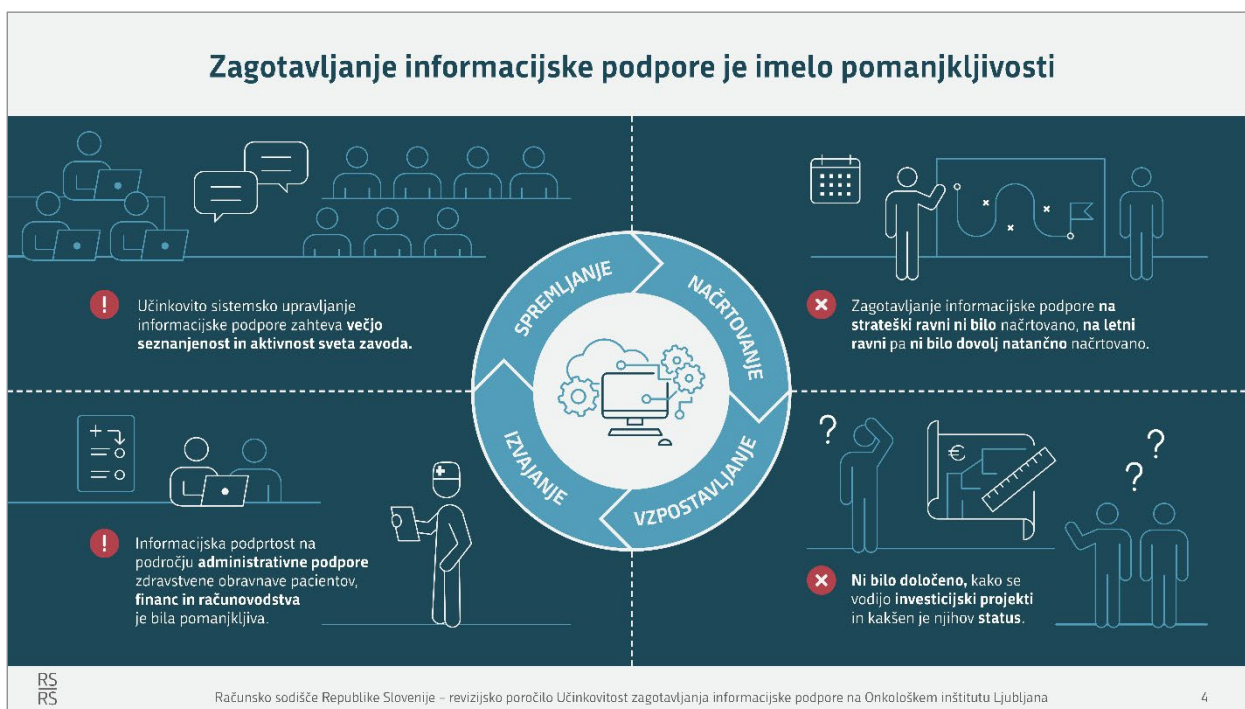 Zagotavljanje informacijske podpore je imelo pomanjkljivosti
!
Učinkovito sistemsko upravljanje
informacijske podpore zahteva večjo
seznanjenost in aktivnost sveta zavoda.
×
Zagotavljanje informacijske podpore na
strateški ravni ni bilo načrtovano, na letni
ravni pa ni bilo dovolj natančno načrtovano.
SPREMLJANJE
NAČRTOVANJE
IZVAJANJE
VZPOSTAVLJANJE
!
Informacijska podprtost na
področju administrativne podpore
zdravstvene obravnave pacientov,
financ in računovodstva
je bila pomanjkljiva.
?
€
?
?
×
Ni bilo določeno, kako se
vodijo investicijski projekti
in kakšen je njihov status.
RS
RS
Računsko sodišče Republike Slovenije – revizijsko poročilo Učinkovitost zagotavljanja informacijske podpore na Onkološkem inštitutu Ljubljana
4